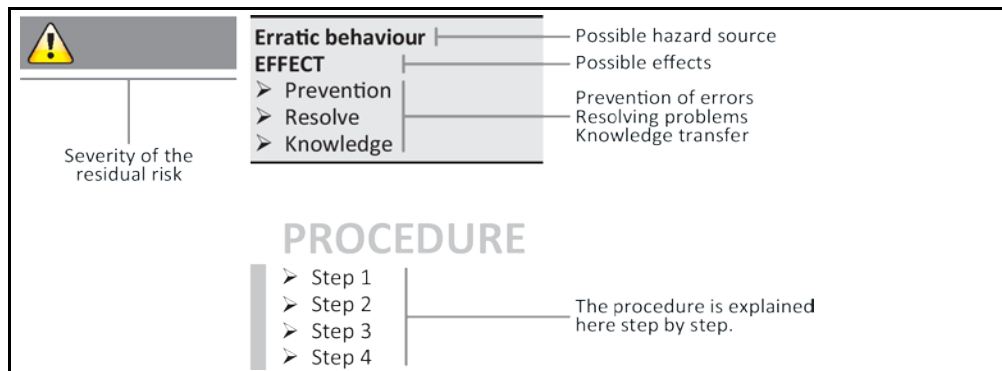 Erratic behaviour
Possible hazard source
EFFECT
Possible effects
➢ Prevention
➢ Resolve
➢ Knowledge
Prevention of errors
Resolving problems
Knowledge transfer
Severity of the
residual risk
PROCEDURE
➢ Step 1
➢ Step 2
➢ Step 3
➢ Step 4
The procedure is explained
here step by step.